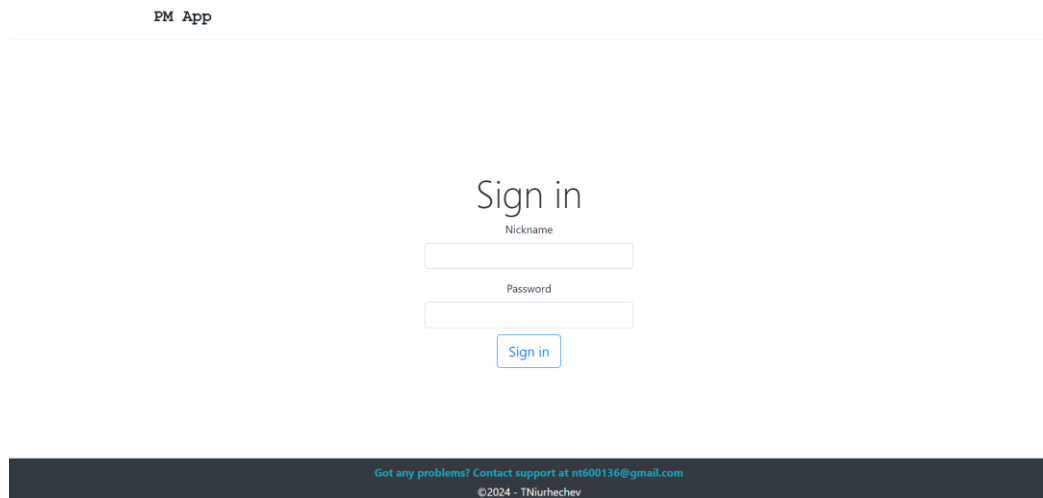 PM App
Sign in
Nickname
Password
Sign in
Got any problems? Contact support at nt600136@gmail.com
©2024 - TNiurhechev